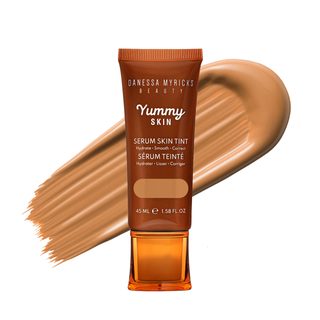 DANESSA MYRICKS
BEAUTY
Yummy
SKIN
SERUM SKIN TINT
Hydrate • Smooth • Correct
SÉRUM TEINTÉ
Hydrater • Lisser • Corriger
45 ML ℮ 1.58 FL OZ